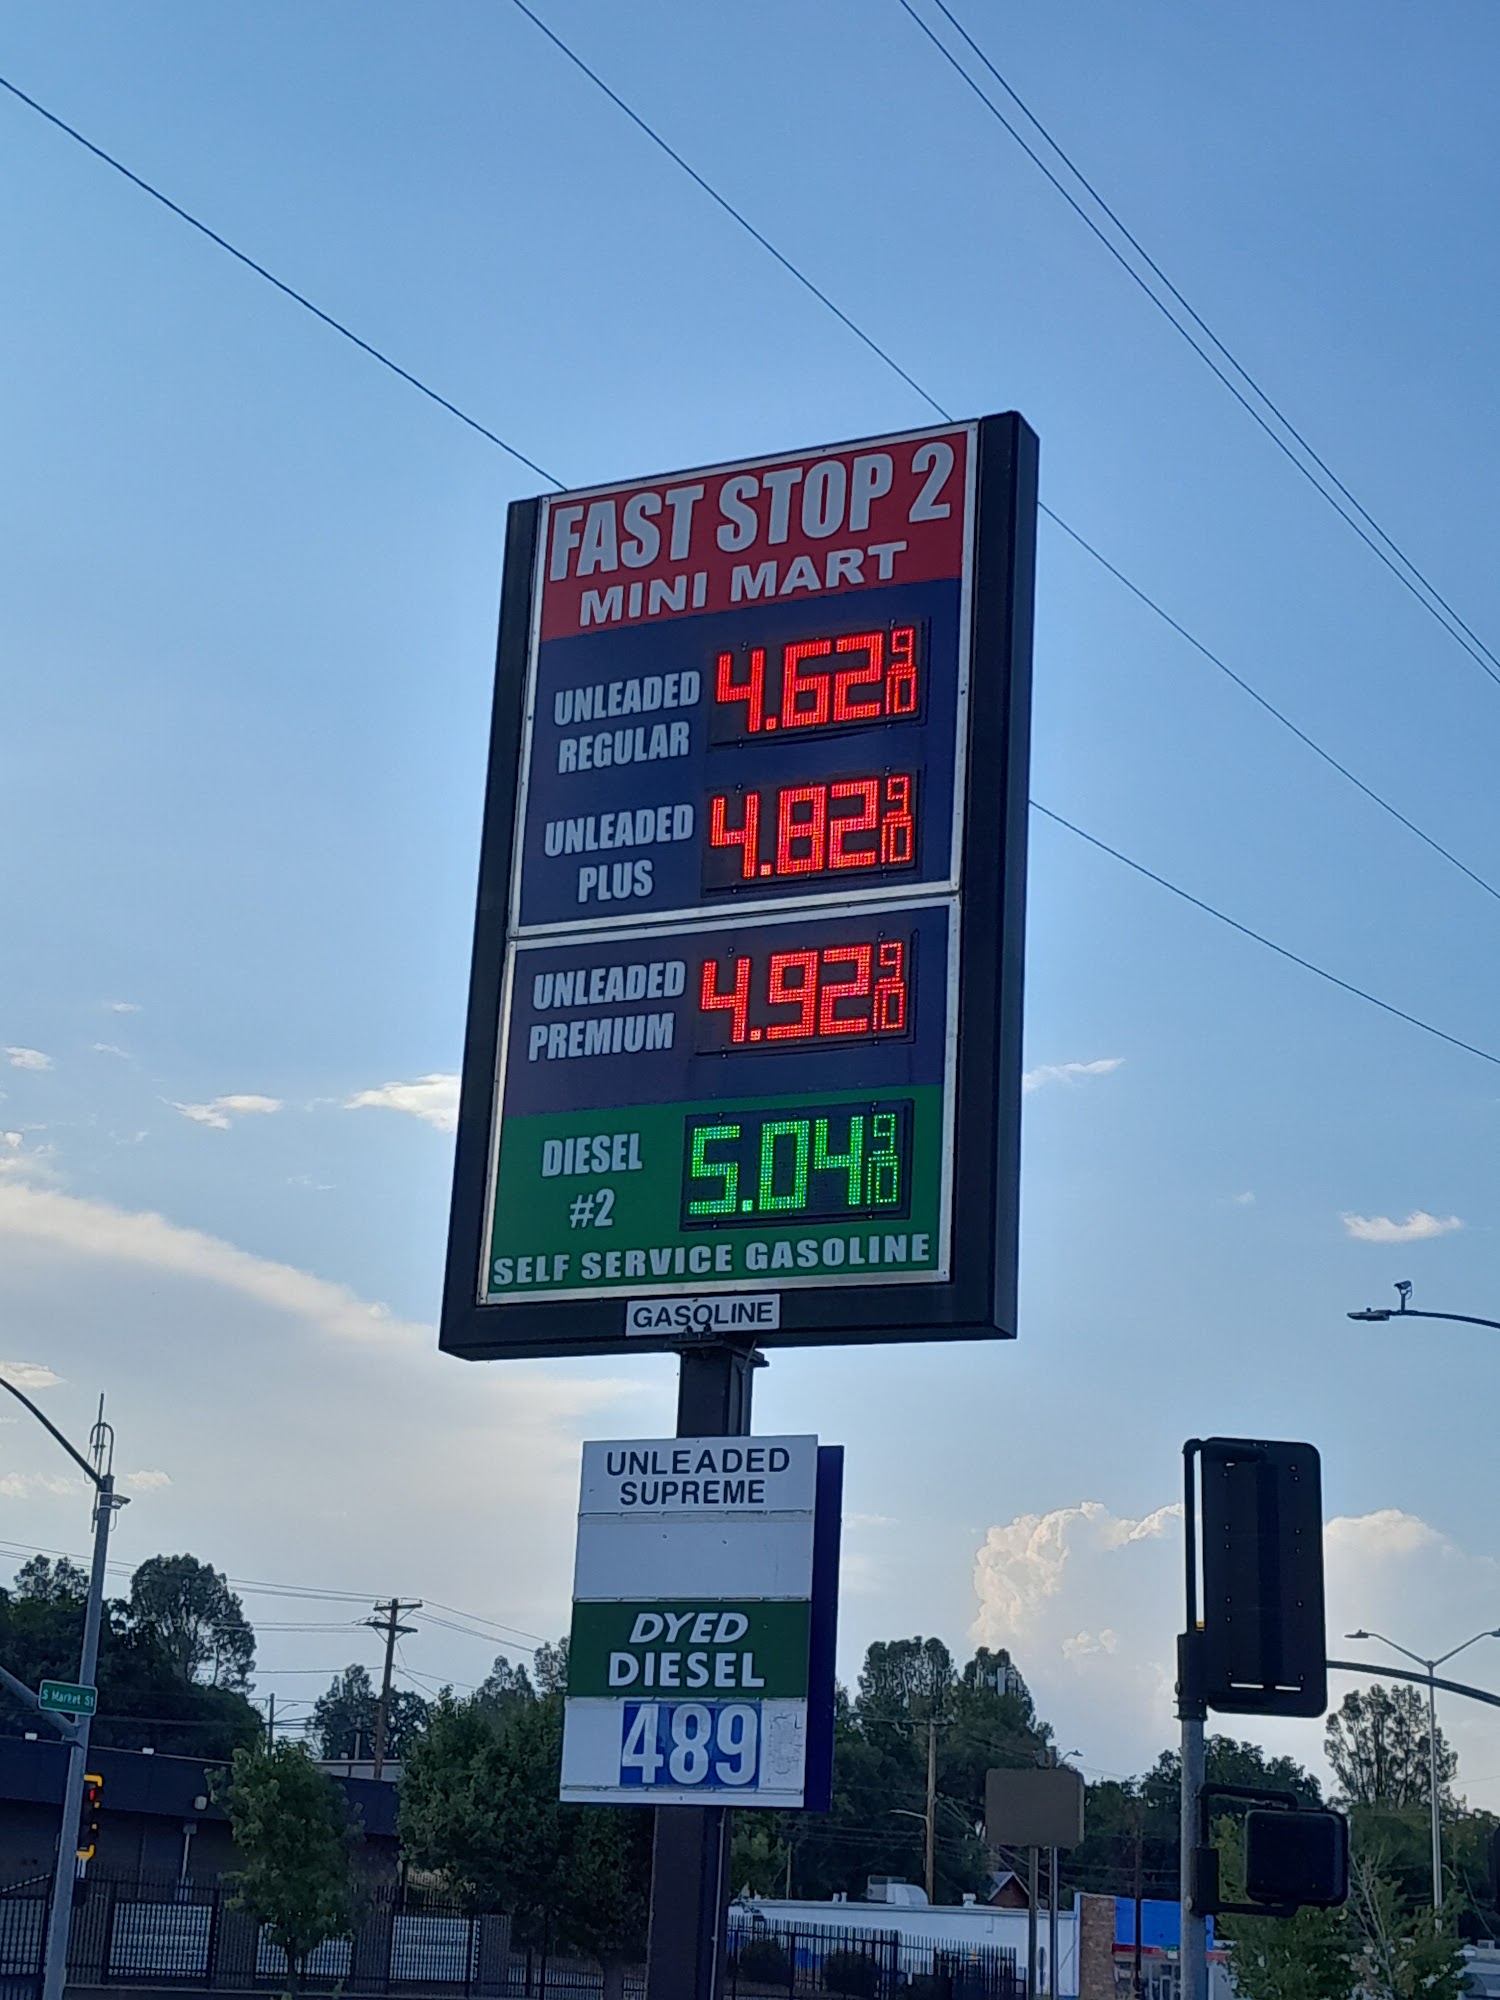 FAST STOP 2
MINI MART
UNLEADED
REGULAR
4.62 9/10
UNLEADED
PLUS
4.82 9/10
UNLEADED
PREMIUM
4.92 9/10
DIESEL
#2
5.04 9/10
SELF SERVICE GASOLINE
GASOLINE
UNLEADED
SUPREME
DYED
DIESEL
489
S Market St